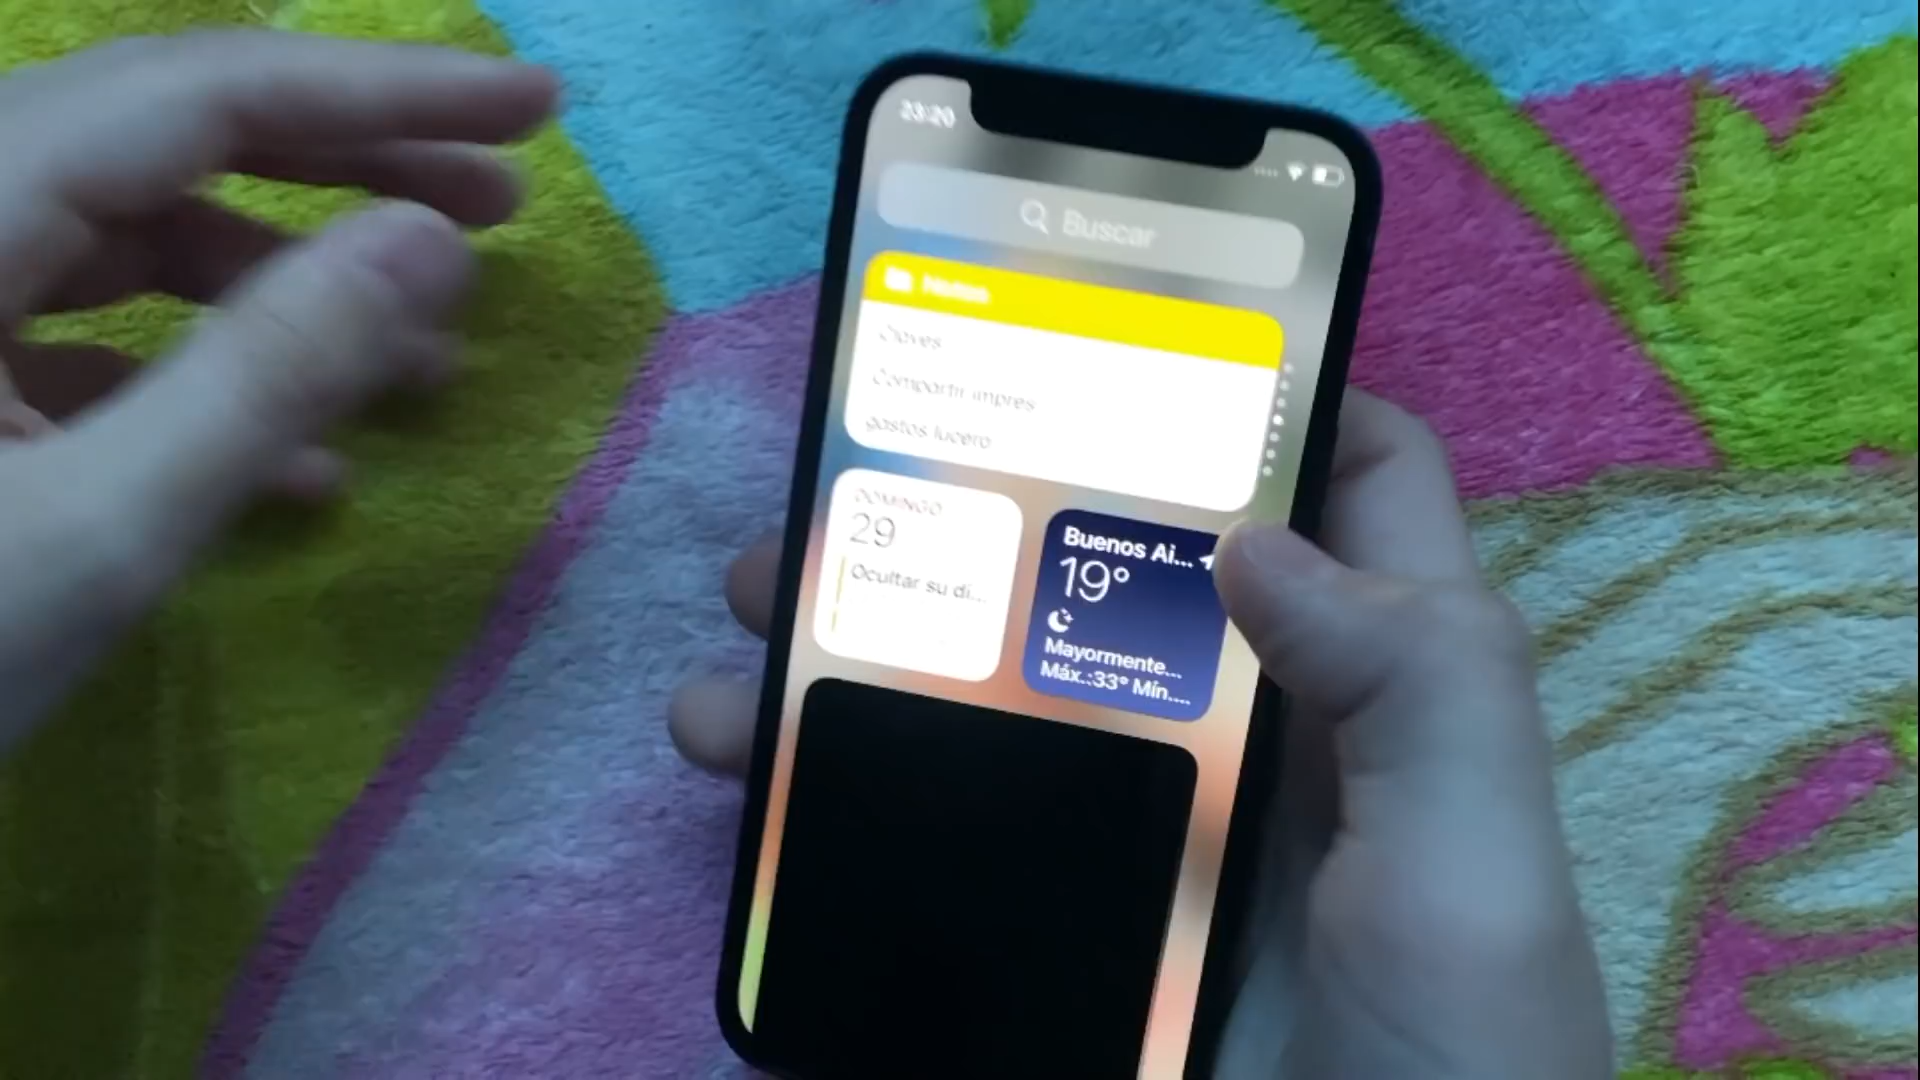 23:20
Buscar
Notas
Claves
Compartir impres
gastos lucero
DOMINGO
29
Ocultar su di...
Buenos Ai...
19°
Mayormente...
Máx.:33° Mín....